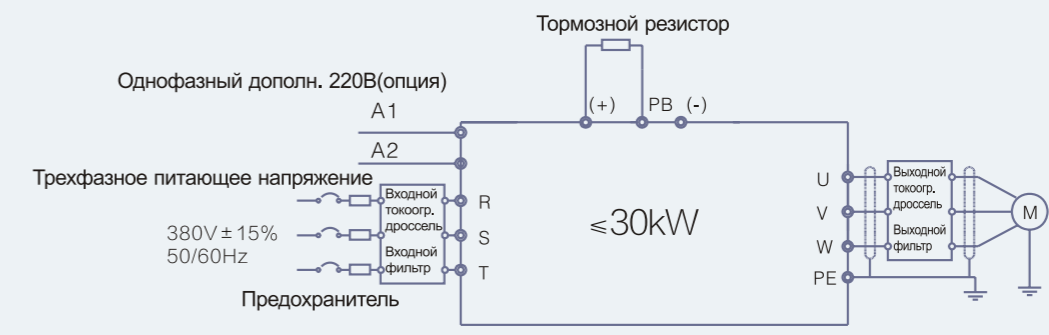 Тормозной резистор
Однофазный дополн. 220В(опция)
A1
(+) PB (-)
A2
Трехфазное питающее напряжение
Входной
токоогр.
дроссель
Входной
фильтр
R
S
T
380V±15%
50/60Hz
Предохранитель
≤30kW
U
V
W
PE
Выходной
токоогр.
дроссель
Выходной
фильтр
M